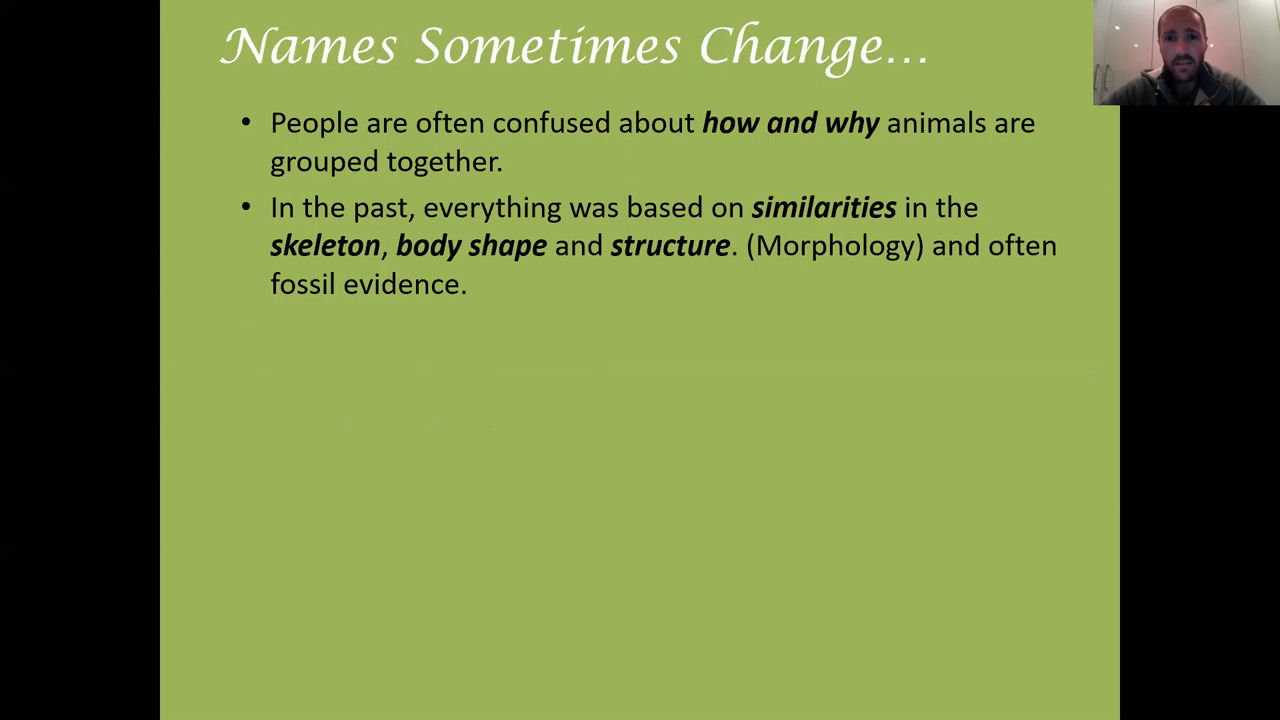 Names Sometimes Change...
• People are often confused about how and why animals are
grouped together.
• In the past, everything was based on similarities in the
skeleton, body shape and structure. (Morphology) and often
fossil evidence.